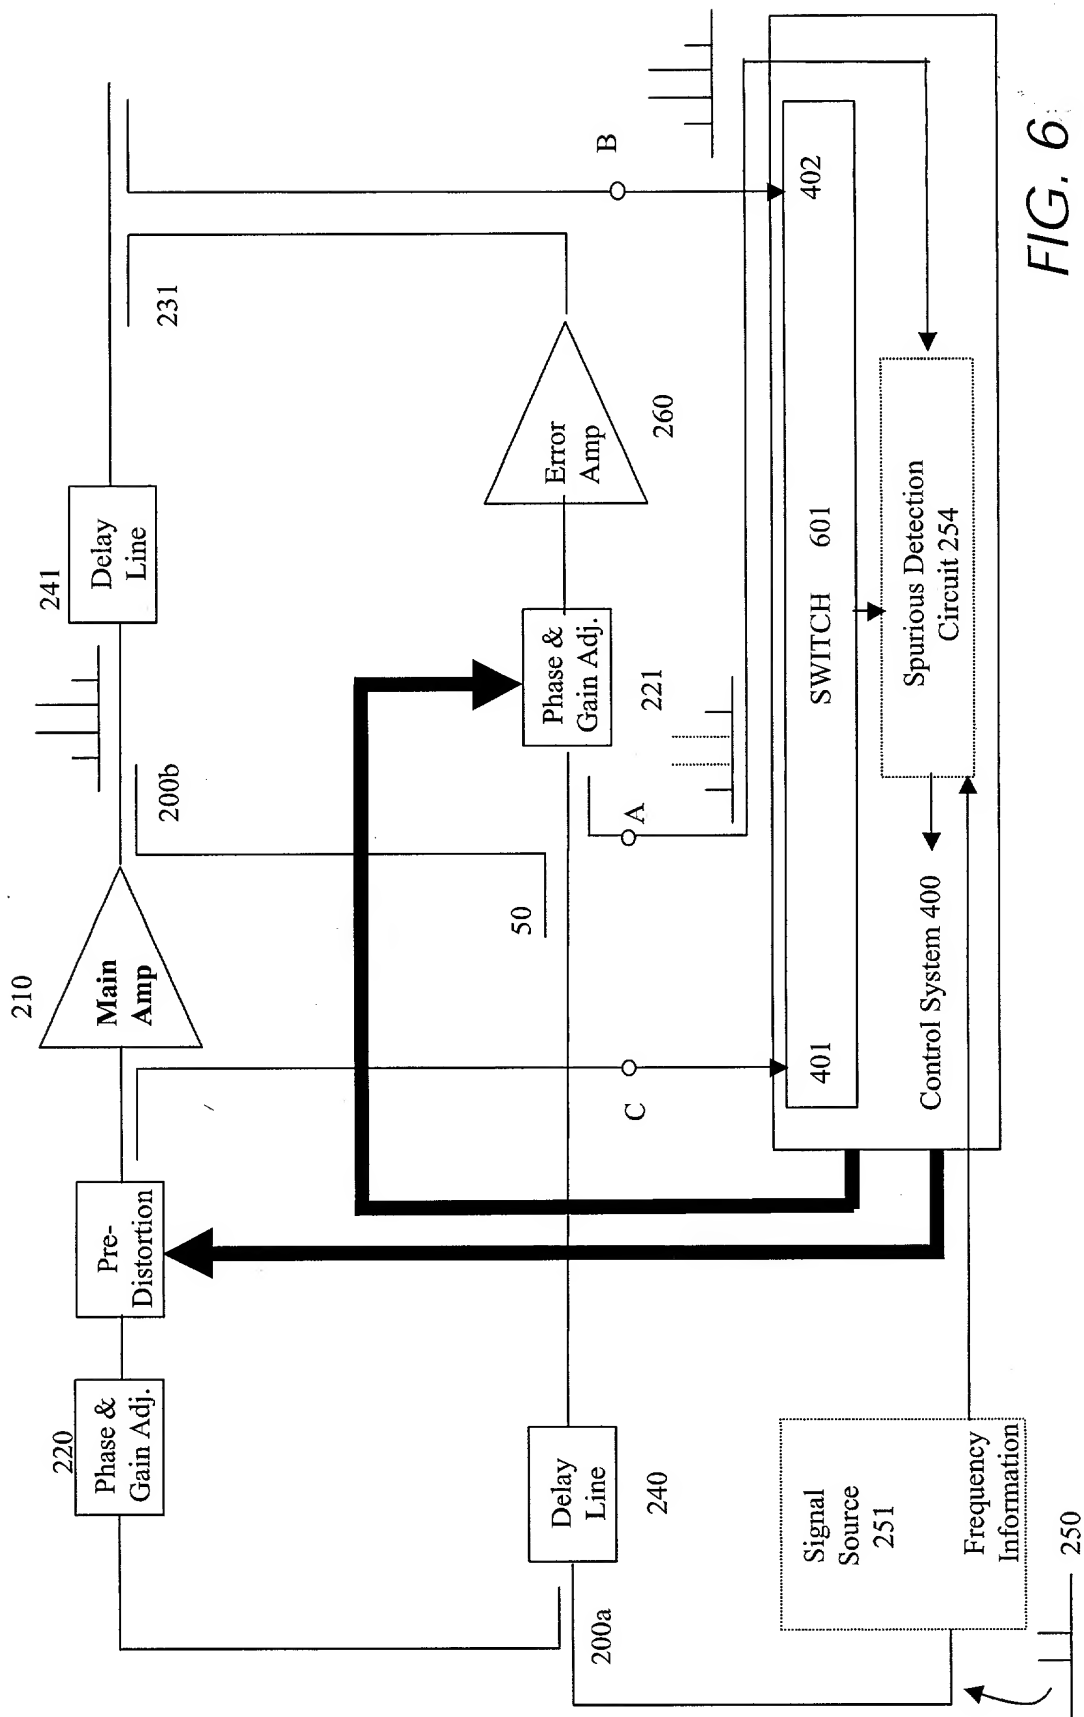 220
Phase &
Gain Adj.
Pre-
Distortion
210
Main
Amp
200b
241
Delay
Line
231
200a
Delay
Line
240
50
C
A
B
Phase &
Gain Adj.
221
Error
Amp
260
Signal
Source
251
Frequency
Information
250
401
SWITCH 601
402
Control System 400
Spurious Detection
Circuit 254
FIG. 6